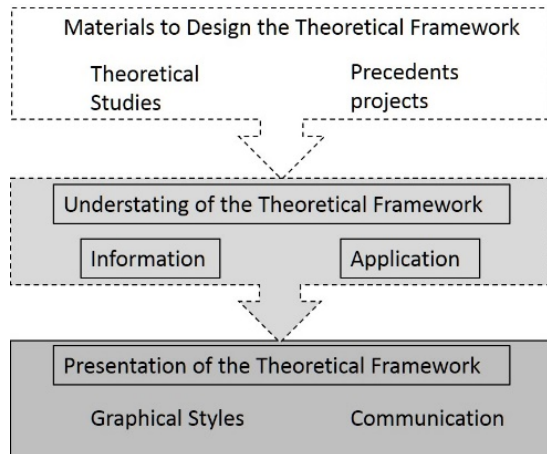 Materials to Design the Theoretical Framework
Theoretical Studies
Precedents projects
Understating of the Theoretical Framework
Information
Application
Presentation of the Theoretical Framework
Graphical Styles
Communication